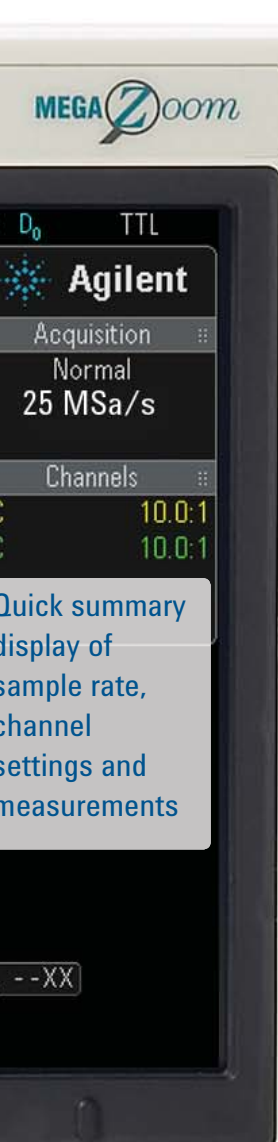 MEGA Zoom
D0 TTL
Agilent
Acquisition
Normal
25 MSa/s
Channels
C 10.0:1
C 10.0:1
Quick summary
display of
sample rate,
channel
settings and
measurements
--XX